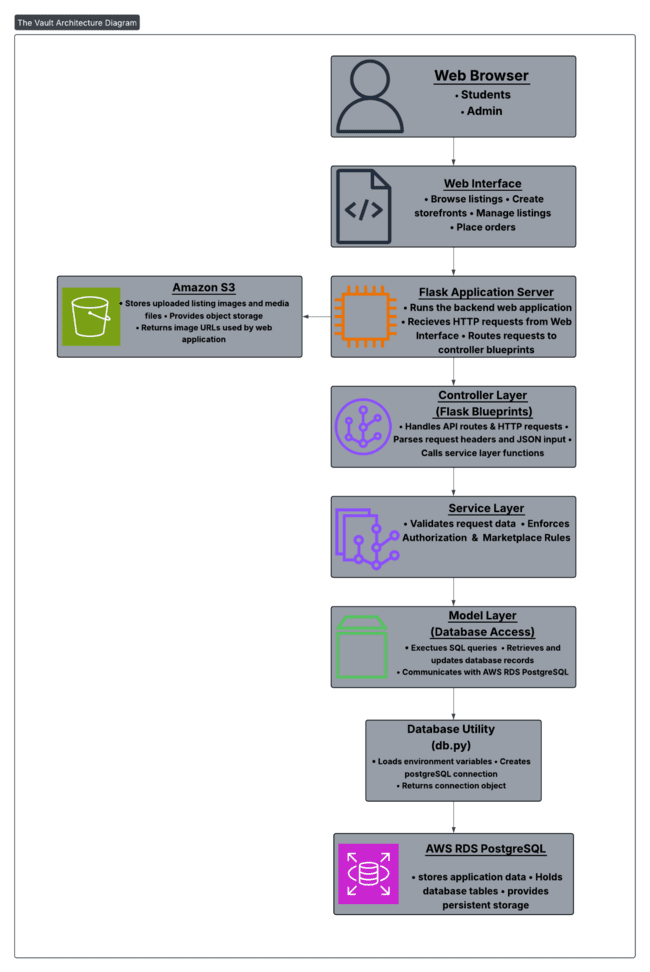 The Vault Architecture Diagram
Web Browser
• Students
• Admin
Web Interface
• Browse listings • Create
storefronts • Manage listings
• Place orders
Amazon S3
• Stores uploaded listing images and media
files • Provides object storage
• Returns image URLs used by web
application
Flask Application Server
• Runs the backend web application
• Recieves HTTP requests from Web
Interface • Routes requests to
controller blueprints
Controller Layer
(Flask Blueprints)
• Handles API routes & HTTP requests •
Parses request headers and JSON input •
Calls service layer functions
Service Layer
• Validates request data • Enforces
Authorization & Marketplace Rules
Model Layer
(Database Access)
• Exectues SQL queries • Retrieves and
updates database records
• Communicates with AWS RDS PostgreSQL
Database Utility
(db.py)
• Loads environment variables • Creates
postgreSQL connection
• Returns connection object
AWS RDS PostgreSQL
• stores application data • Holds
database tables • provides
persistent storage